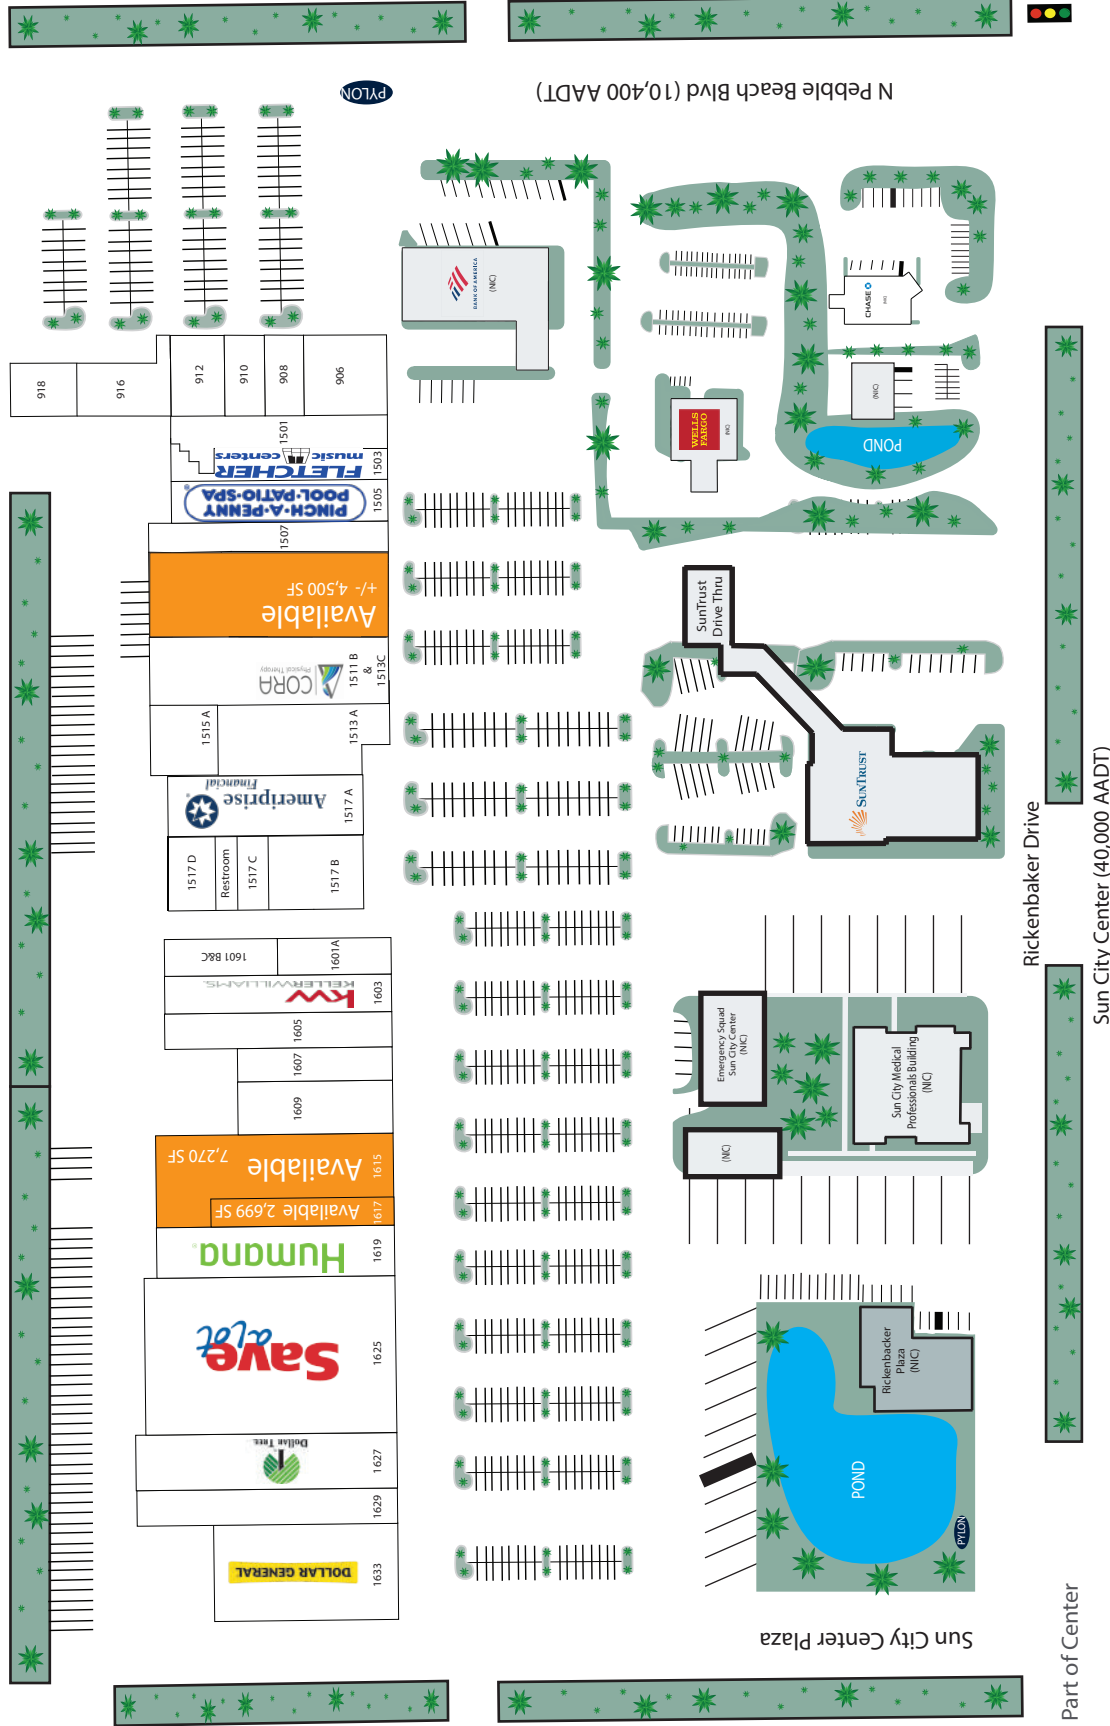 N Pebble Beach Blvd (10,400 AADT)
PYLON
BANK OF AMERICA
(NIC)
CHASE
(NIC)
(NIC)
POND
WELLS
FARGO
(NIC)
918
916
912
910
908
906
1501
FLETCHER
music centers
1503
PINCH·A·PENNY
POOL·PATIO·SPA
1505
1507
Available
+/- 4,500 SF
CORA
Physical Therapy
1511 B
&
1513C
1515 A
1513 A
Ameriprise
Financial
1517 A
1517 D
Restroom
1517 C
1517 B
SunTrust
Drive Thru
SUNTRUST
1601 B&C
1601A
KW
KELLERWILLIAMS.
1603
1605
1607
1609
Available
7,270 SF
1615
Available 2,699 SF
1617
Humana
1619
Save
a lot
1625
DOLLAR TREE
1627
1629
DOLLAR GENERAL
1633
Emergency Squad
Sun City Center
(NIC)
(NIC)
Sun City Medical
Professionals Building
(NIC)
Rickenbacker
Plaza
(NIC)
POND
PYLON
Sun City Center Plaza
Rickenbaker Drive
Sun City Center (40,000 AADT)
Part of Center